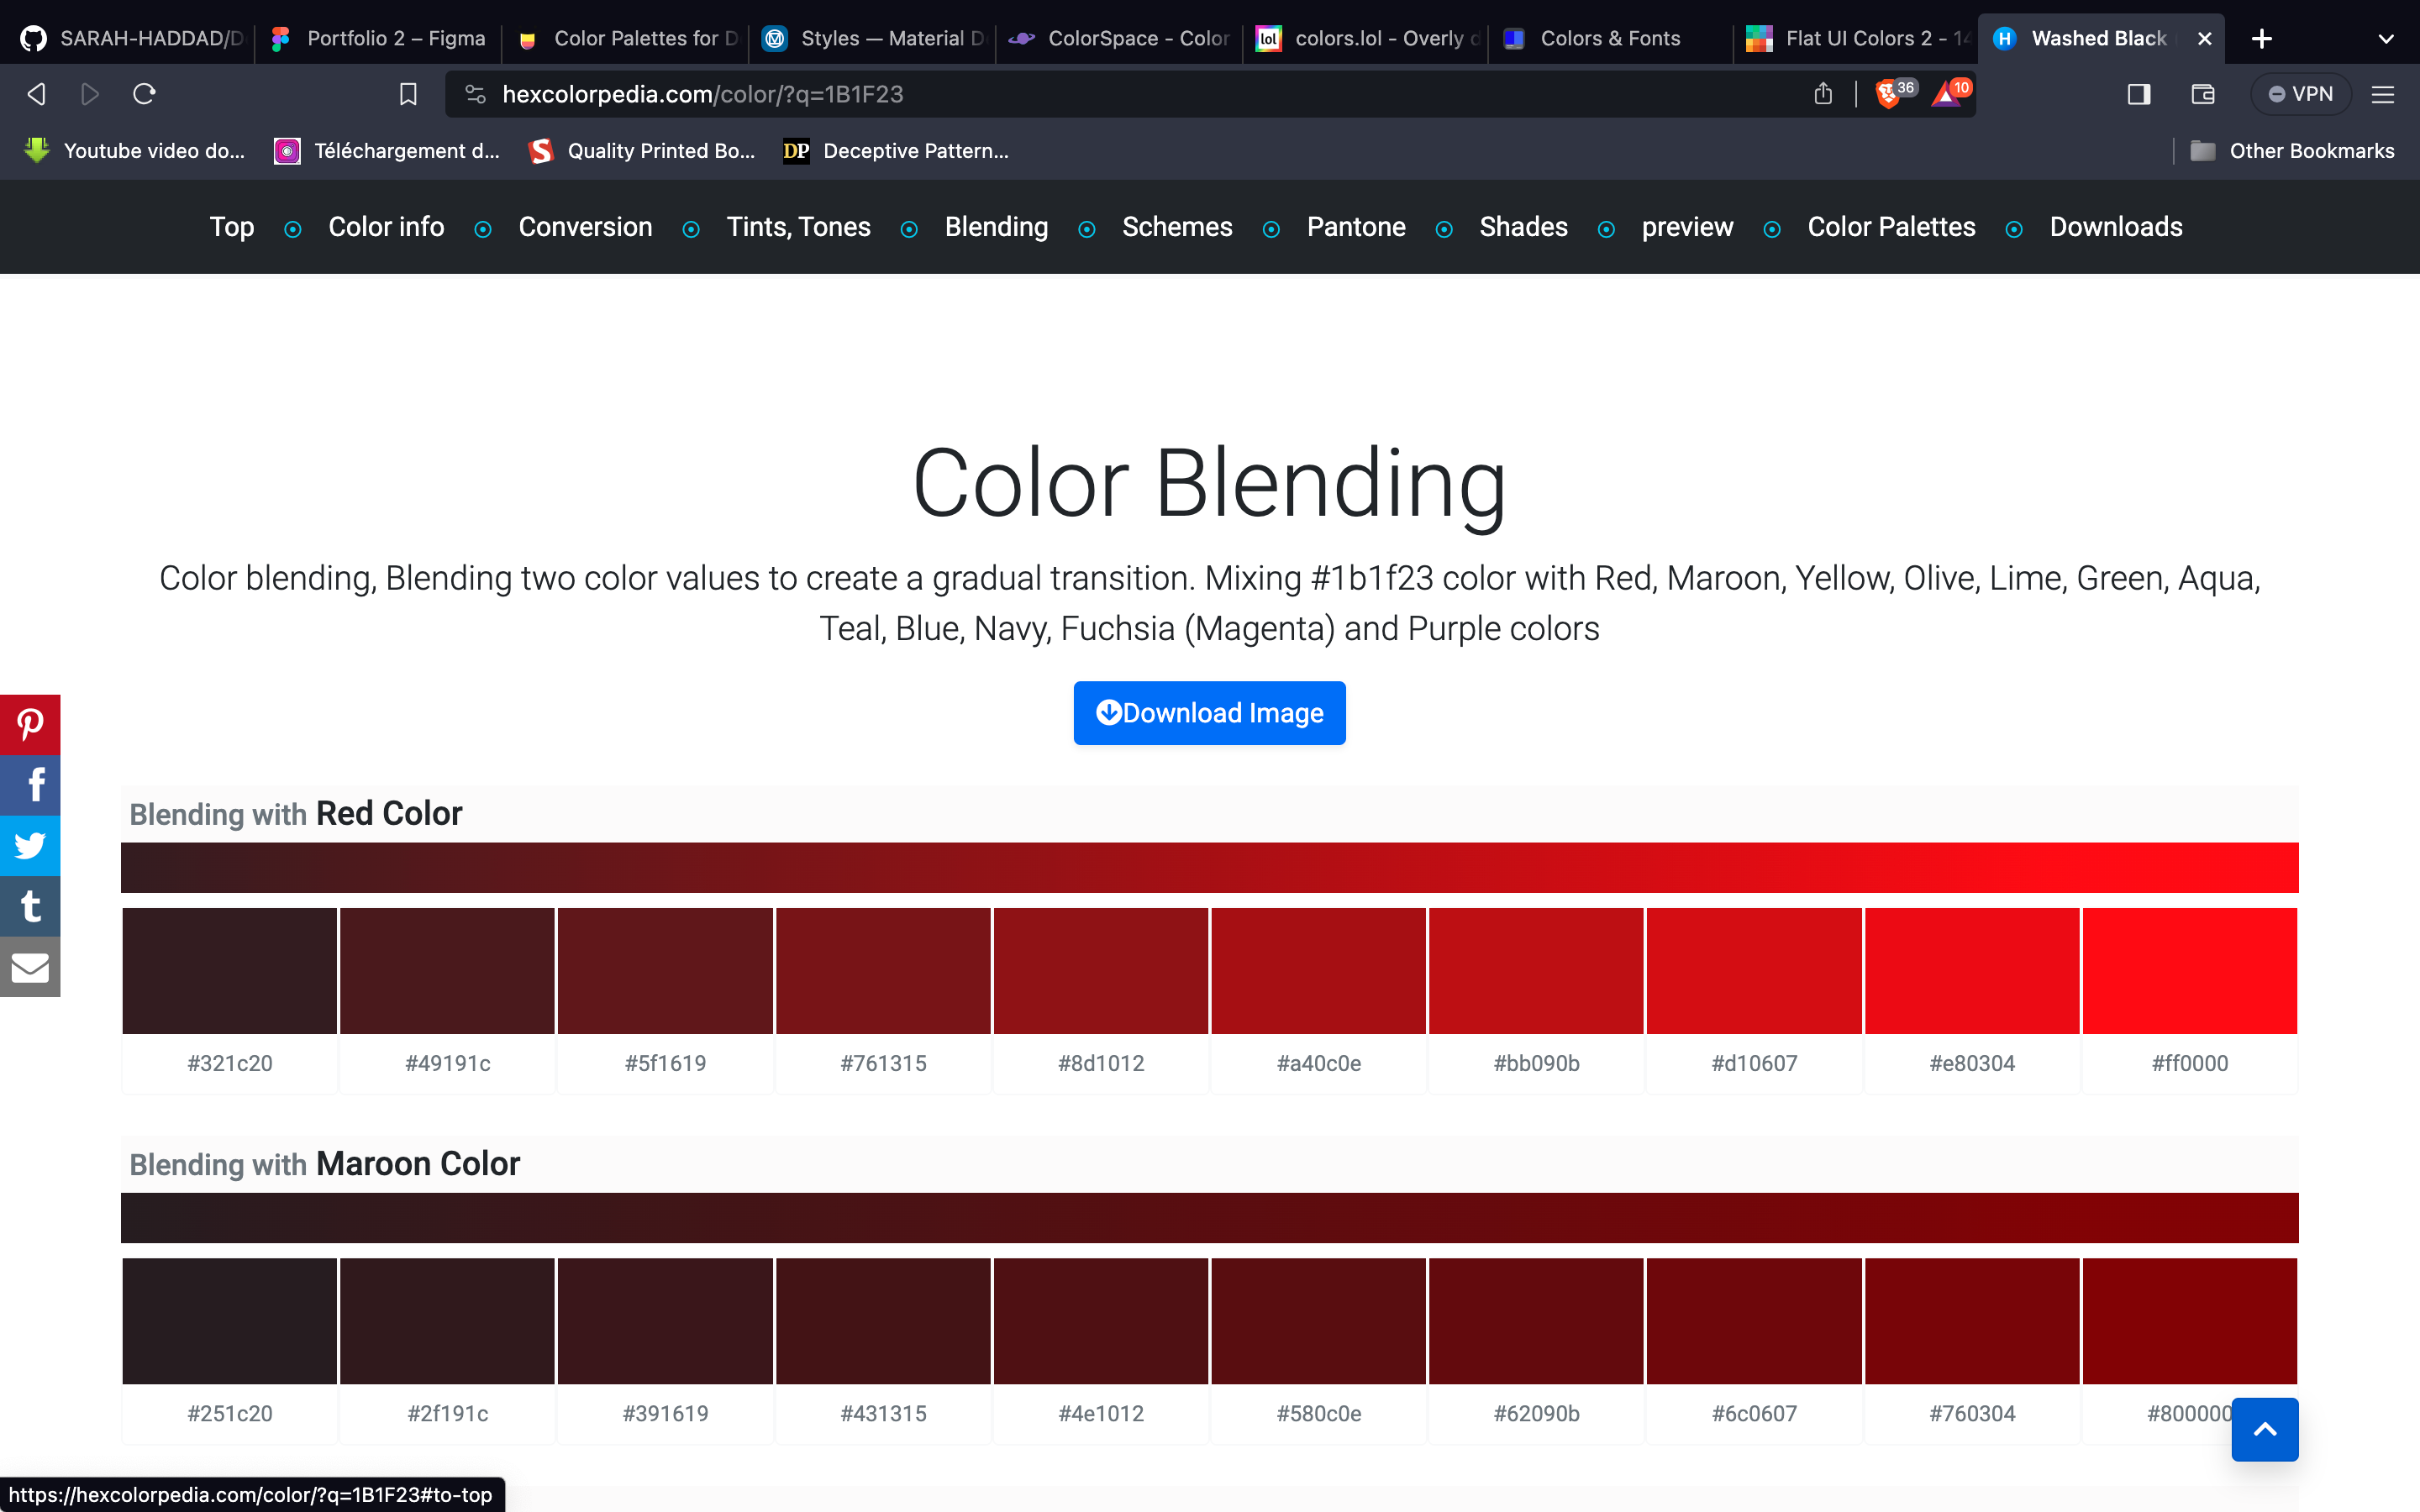 SARAH-HADDAD/D
Portfolio 2 – Figma
Color Palettes for D
Styles — Material D
ColorSpace - Color
lol
colors.lol - Overly d
Colors & Fonts
Flat UI Colors 2 - 14
H
Washed Black
hexcolorpedia.com/color/?q=1B1F23
36
10
VPN
Youtube video do...
Téléchargement d...
S
Quality Printed Bo...
DP
Deceptive Pattern...
Other Bookmarks
Top
Color info
Conversion
Tints, Tones
Blending
Schemes
Pantone
Shades
preview
Color Palettes
Downloads
Color Blending
Color blending, Blending two color values to create a gradual transition. Mixing #1b1f23 color with Red, Maroon, Yellow, Olive, Lime, Green, Aqua,
Teal, Blue, Navy, Fuchsia (Magenta) and Purple colors
Download Image
Blending with Red Color
#321c20
#49191c
#5f1619
#761315
#8d1012
#a40c0e
#bb090b
#d10607
#e80304
#ff0000
Blending with Maroon Color
#251c20
#2f191c
#391619
#431315
#4e1012
#580c0e
#62090b
#6c0607
#760304
#800000
https://hexcolorpedia.com/color/?q=1B1F23#to-top